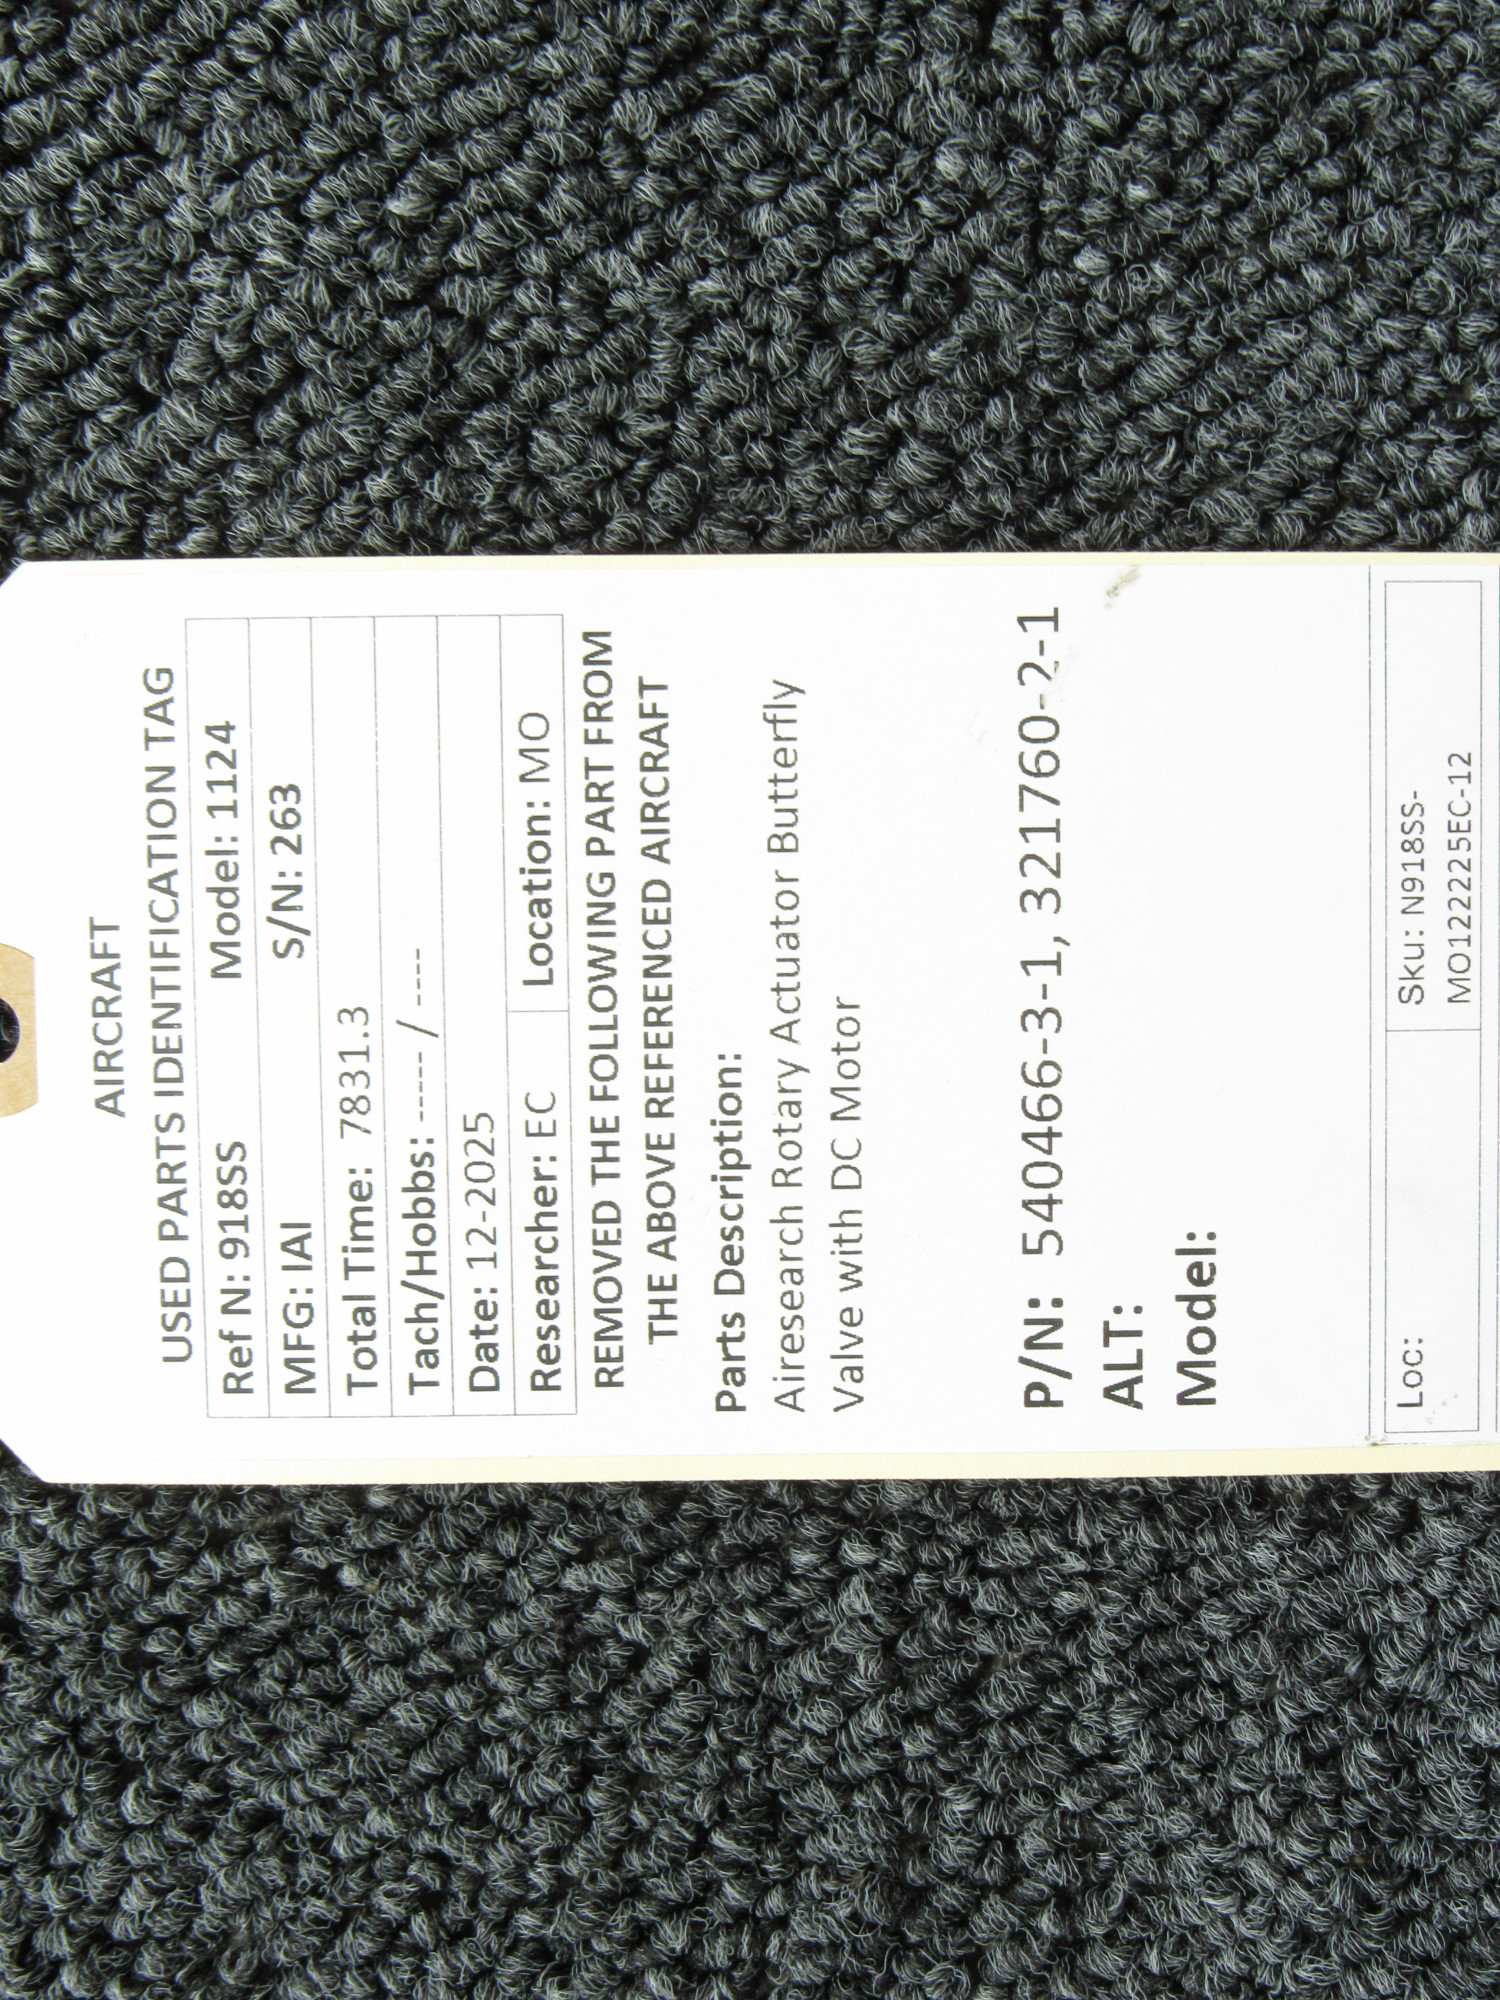 AIRCRAFT
USED PARTS IDENTIFICATION TAG
Ref N: 918SS Model: 1124
MFG: IAI S/N: 263
Total Time: 7831.3
Tach/Hobbs: ----- / ----
Date: 12-2025
Researcher: EC Location: MO
REMOVED THE FOLLOWING PART FROM
THE ABOVE REFERENCED AIRCRAFT
Parts Description:
Airesearch Rotary Actuator Butterfly
Valve with DC Motor
P/N: 540466-3-1, 321760-2-1
ALT:
Model:
Loc: Sku: N918SS-
MO122225EC-12